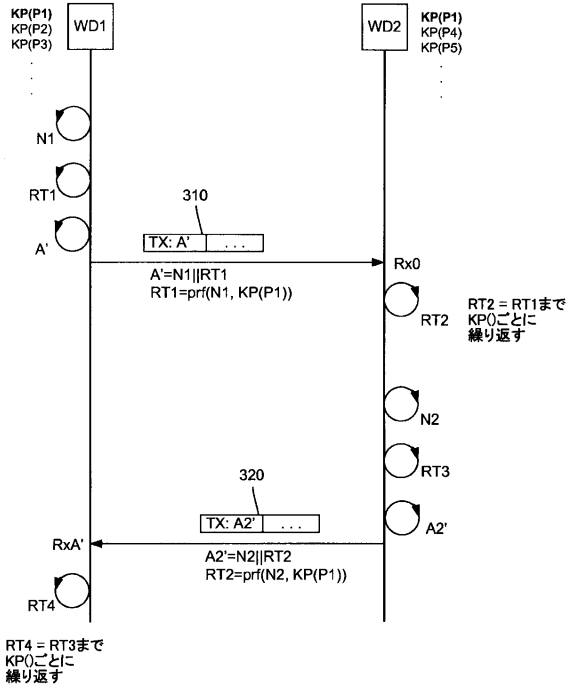 KP(P1)
KP(P2)
KP(P3)
WD1
WD2
KP(P1)
KP(P4)
KP(P5)
N1
RT1
A'
310
TX: A' ...
A'=N1||RT1
RT1=prf(N1, KP(P1))
Rx0
RT2
RT2 = RT1まで
KP()ごとに
繰り返す
N2
RT3
A2'
320
TX: A2' ...
RxA'
A2'=N2||RT2
RT2=prf(N2, KP(P1))
RT4
RT4 = RT3まで
KP()ごとに
繰り返す